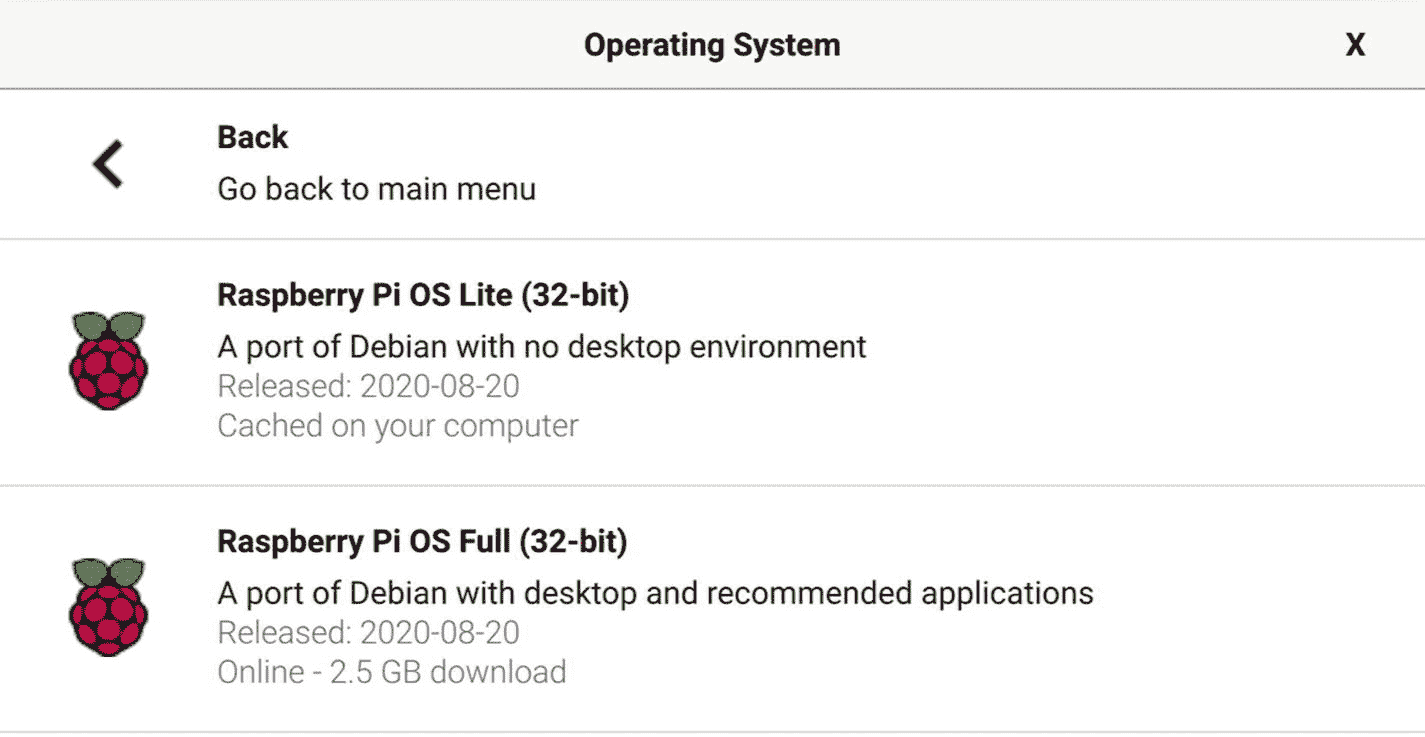 Operating System
X
Back
Go back to main menu
Raspberry Pi OS Lite (32-bit)
A port of Debian with no desktop environment
Released: 2020-08-20
Cached on your computer
Raspberry Pi OS Full (32-bit)
A port of Debian with desktop and recommended applications
Released: 2020-08-20
Online - 2.5 GB download